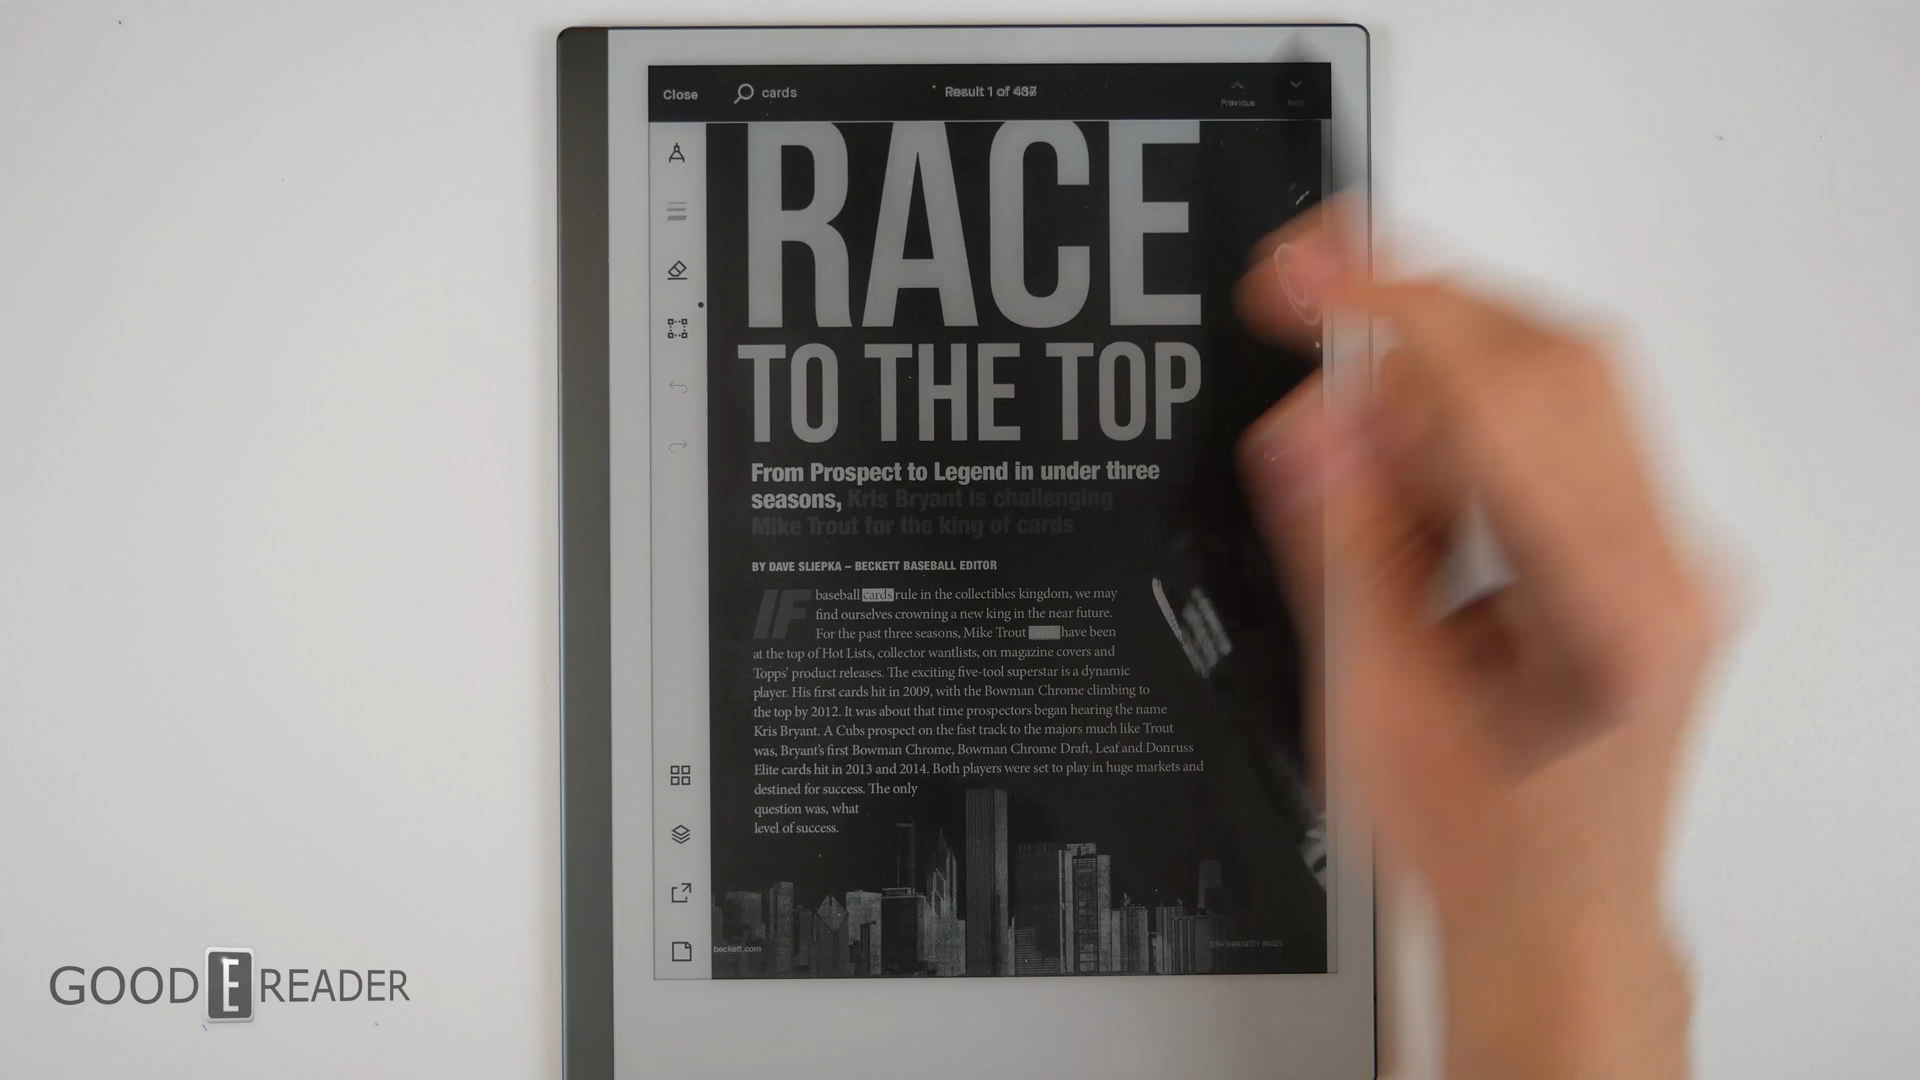 Close
cards
Result 1 of
Previous
Next
RACE
TO THE TOP
From Prospect to Legend in under three
seasons, Kris Bryant is challenging
Mike Trout for the king of cards
BY DAVE SLIEPKA – BECKETT BASEBALL EDITOR
IF baseball cards rule in the collectibles kingdom, we may
find ourselves crowning a new king in the near future.
For the past three seasons, Mike Trout cards have been
at the top of Hot Lists, collector wantlists, on magazine covers and
Topps' product releases. The exciting five-tool superstar is a dynamic
player. His first cards hit in 2009, with the Bowman Chrome climbing to
the top by 2012. It was about that time prospectors began hearing the name
Kris Bryant. A Cubs prospect on the fast track to the majors much like Trout
was, Bryant's first Bowman Chrome, Bowman Chrome Draft, Leaf and Donruss
Elite cards hit in 2013 and 2014. Both players were set to play in huge markets and
destined for success. The only
question was, what
level of success.
beckett.com
GETTY IMAGES
GOOD E READER